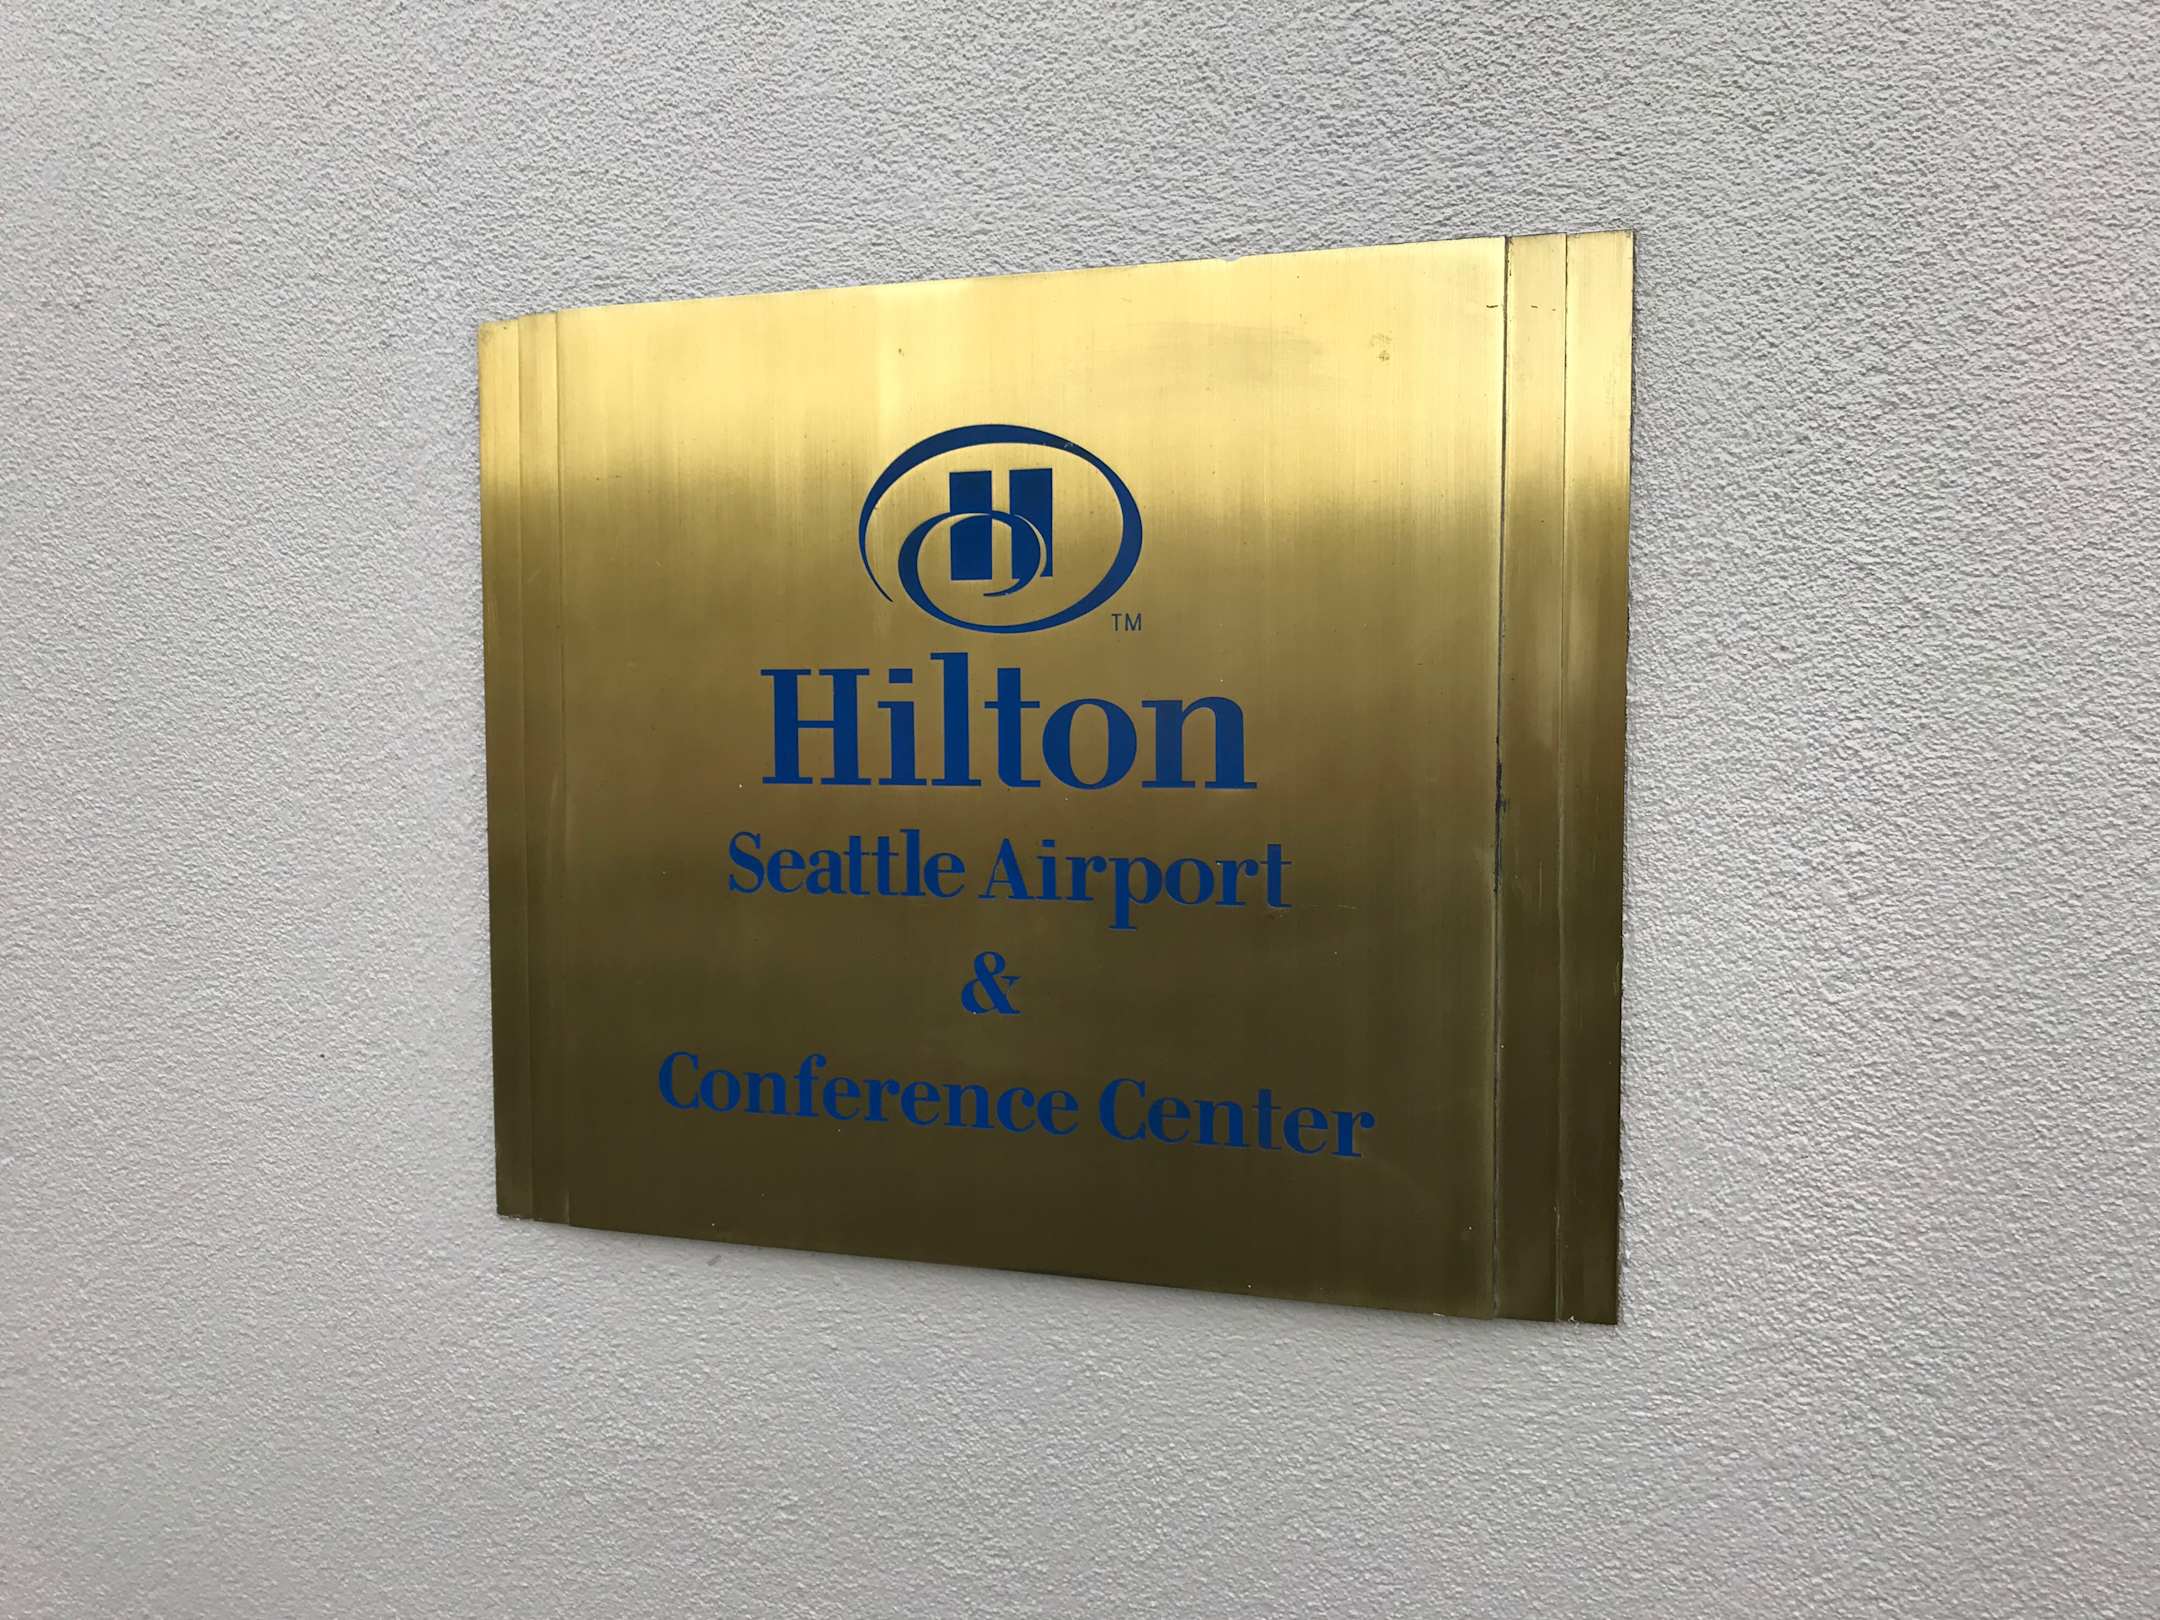 H
TM
Hilton
Seattle Airport
&
Conference Center